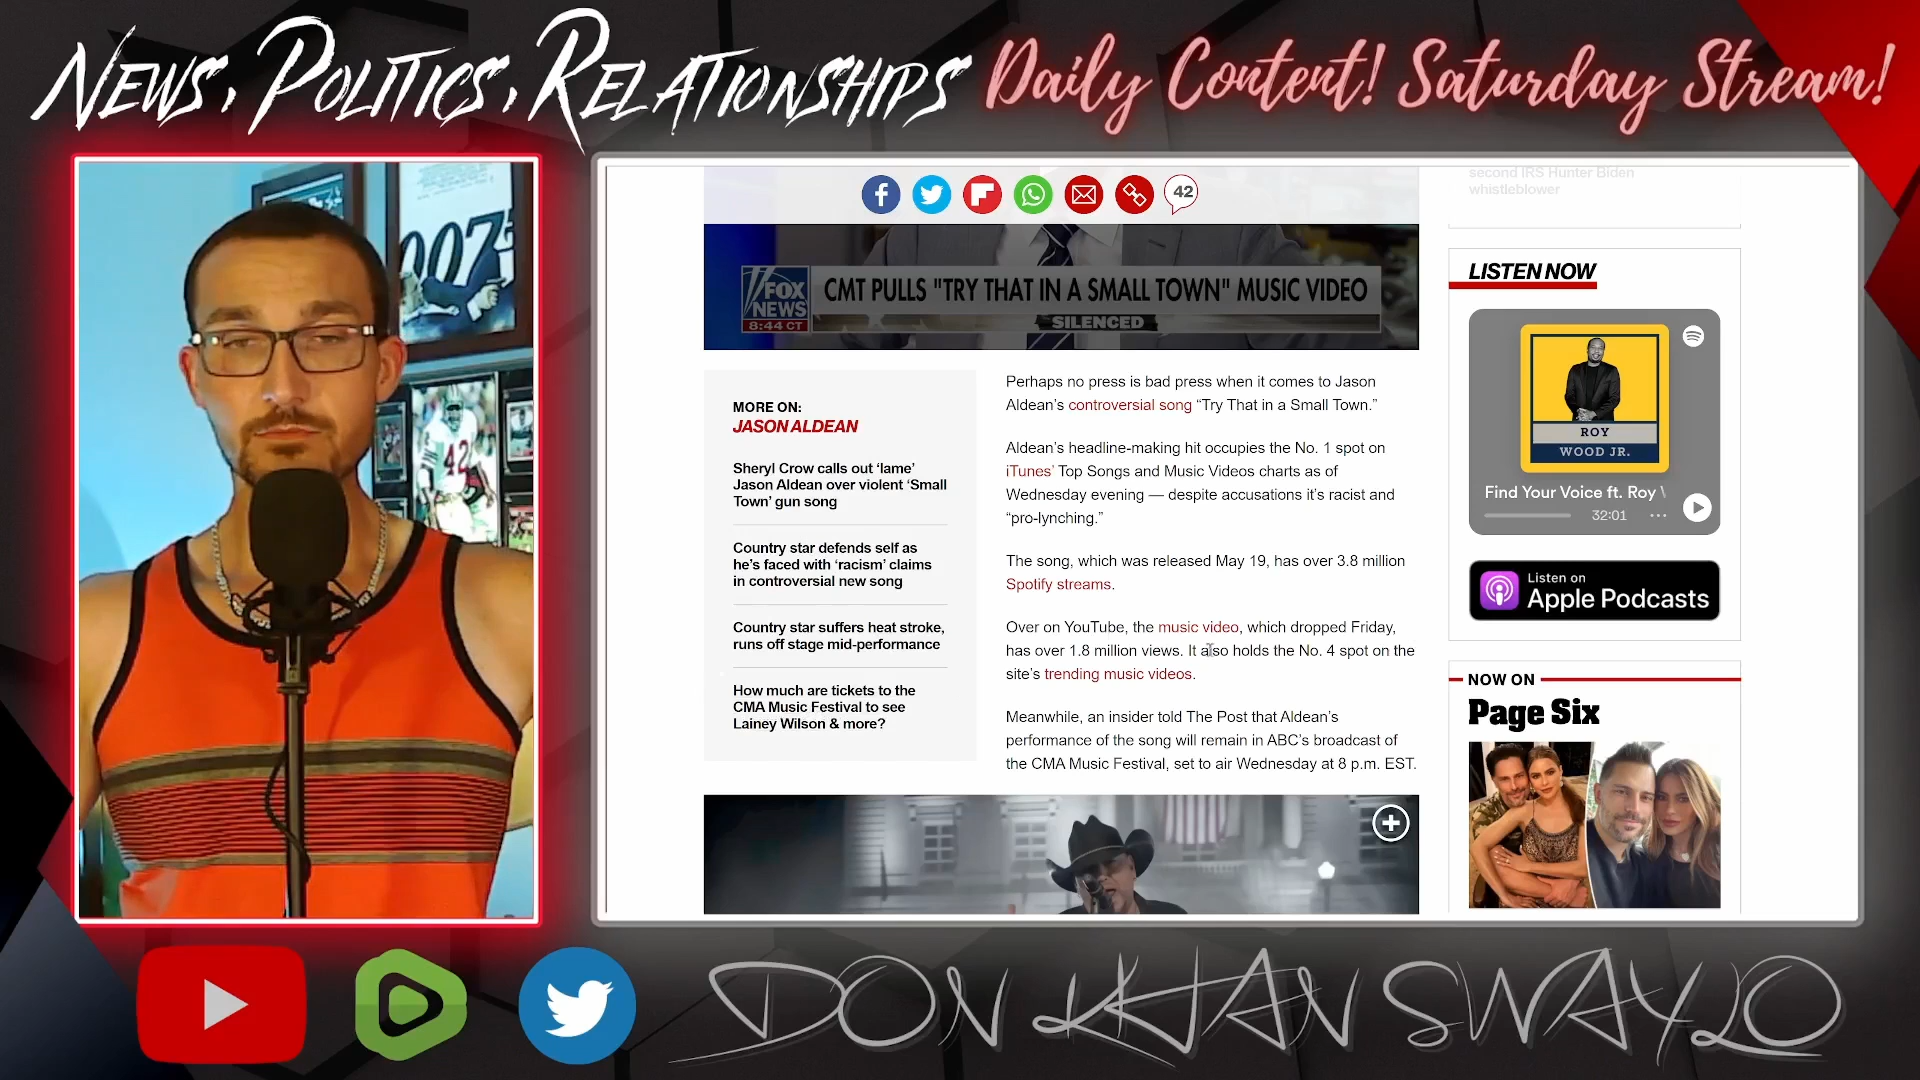 NEWS, POLITICS, RELATIONSHIPS
Daily Content! Saturday Stream!
007
42
f
42
FOX
NEWS
8:44 CT
CMT PULLS "TRY THAT IN A SMALL TOWN" MUSIC VIDEO
SILENCED
MORE ON:
JASON ALDEAN
Sheryl Crow calls out ‘lame’
Jason Aldean over violent ‘Small
Town’ gun song
Country star defends self as
he’s faced with ‘racism’ claims
in controversial new song
Country star suffers heat stroke,
runs off stage mid-performance
How much are tickets to the
CMA Music Festival to see
Lainey Wilson & more?
Perhaps no press is bad press when it comes to Jason
Aldean’s controversial song “Try That in a Small Town.”
Aldean’s headline-making hit occupies the No. 1 spot on
iTunes’ Top Songs and Music Videos charts as of
Wednesday evening — despite accusations it’s racist and
“pro-lynching.”
The song, which was released May 19, has over 3.8 million
Spotify streams.
Over on YouTube, the music video, which dropped Friday,
has over 1.8 million views. It also holds the No. 4 spot on the
site’s trending music videos.
Meanwhile, an insider told The Post that Aldean’s
performance of the song will remain in ABC’s broadcast of
the CMA Music Festival, set to air Wednesday at 8 p.m. EST.
second IRS Hunter Biden
whistleblower
LISTEN NOW
ROY
WOOD JR.
Find Your Voice ft. Roy
32:01
Listen on
Apple Podcasts
NOW ON
Page Six
DON KHAN SWAYLO